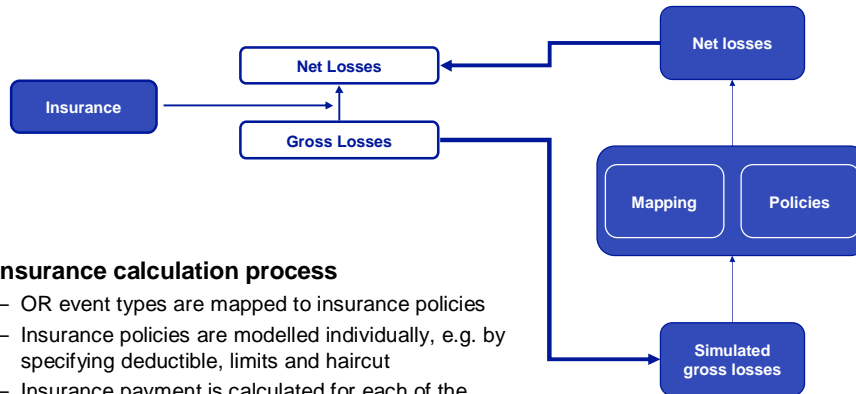 Net losses
Net Losses
Insurance
Gross Losses
Mapping
Policies
nsurance calculation process
– OR event types are mapped to insurance policies
– Insurance policies are modelled individually, e.g. by
specifying deductible, limits and haircut
– Insurance payment is calculated for each of the
Simulated
gross losses